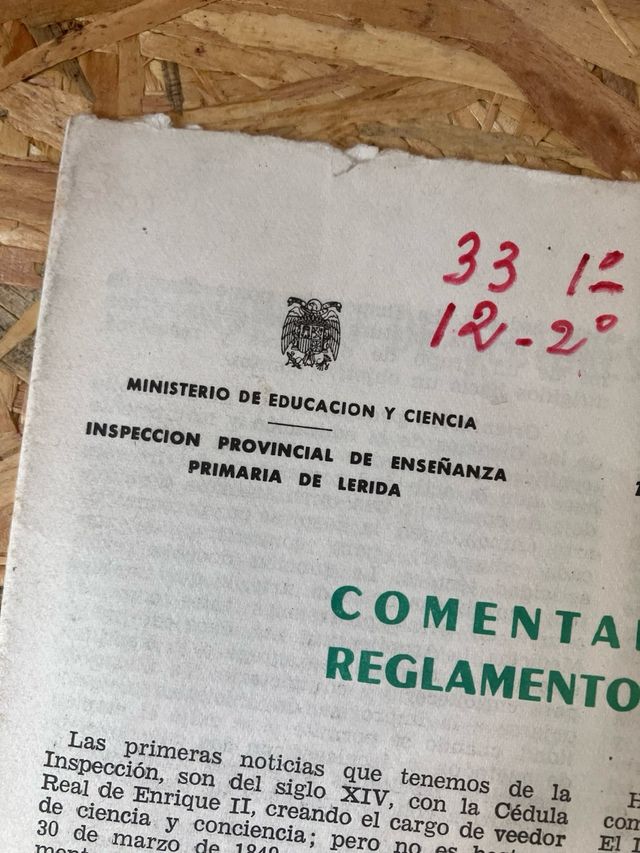 33 1º
12 - 2º
MINISTERIO DE EDUCACION Y CIENCIA
INSPECCION PROVINCIAL DE ENSEÑANZA
PRIMARIA DE LERIDA
COMENTA
REGLAMENTO
Las primeras noticias que tenemos de la
Inspección, son del siglo XIV, con la Cédula
Real de Enrique II, creando el cargo de veedor
de ciencia y conciencia; pero no es
30 de marzo de 1849
com
El